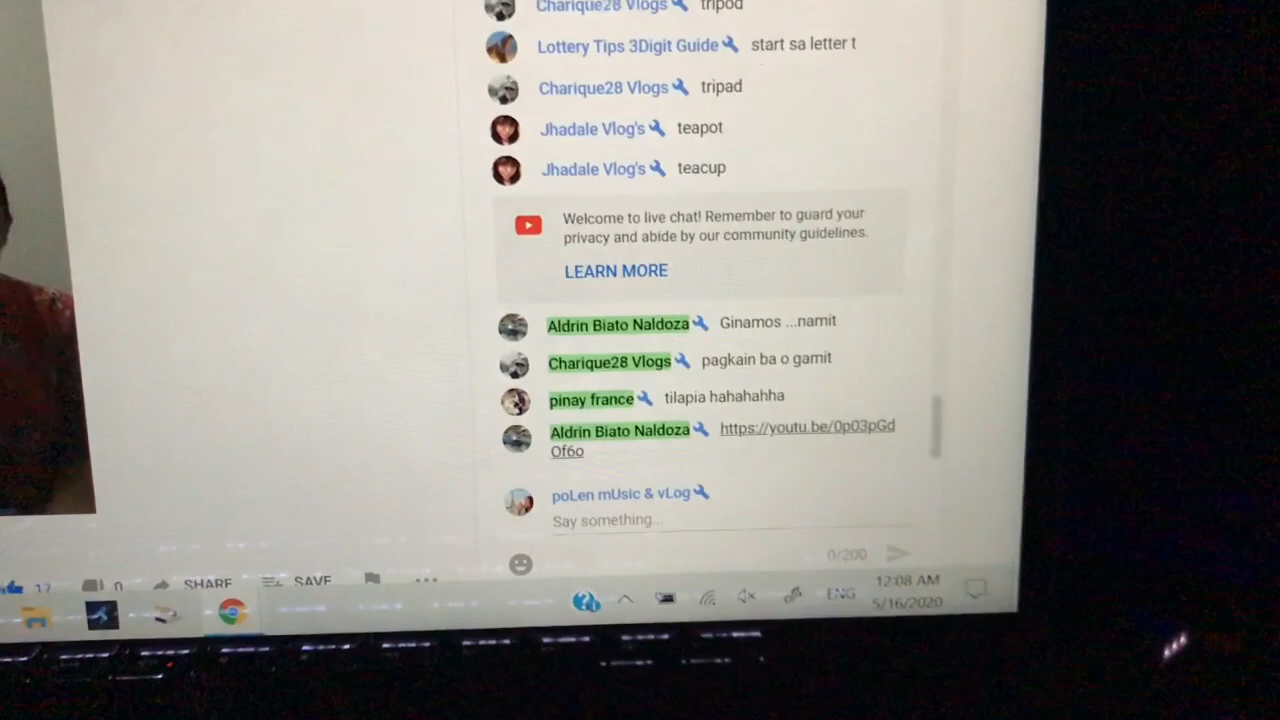 Charique28 Vlogs tripod
Lottery Tips 3Digit Guide start sa letter t
Charique28 Vlogs tripad
Jhadale Vlog's teapot
Jhadale Vlog's teacup
Welcome to live chat! Remember to guard your
privacy and abide by our community guidelines.
LEARN MORE
Aldrin Biato Naldoza Ginamos ...namit
Charique28 Vlogs pagkain ba o gamit
pinay france tilapia hahahahha
Aldrin Biato Naldoza https://youtu.be/0p03pGd
Of6o
poLen mUsic & vLog
Say something...
0/200
17 0 SHARE SAVE
ENG 12:08 AM
5/16/2020